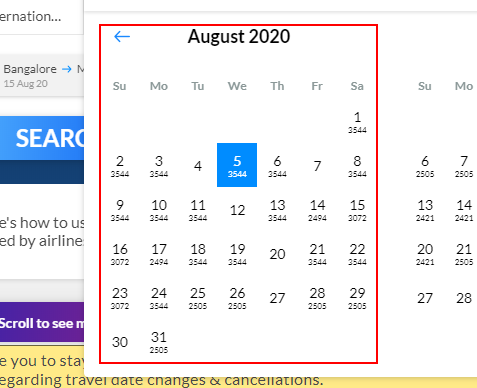 ernation...
August 2020
Bangalore → M
15 Aug 20
Su Mo Tu We Th Fr Sa Su Mo
1
3544
SEARC
2 3 4 5 6 7 8 6 7
3544 3544 3544 3544 3544 2505 2505
9 10 11 12 13 14 15 13 14
3544 3544 3544 3544 2494 3072 2421 2421
e's how to us
ed by airline
16 17 18 19 20 21 22 20 21
3072 2494 3544 3544 3544 3544 2421 2505
23 24 25 26 27 28 29 27 28
3072 3544 2505 2505 2505 2505
Scroll to see m
30 31
2505
e you to stay
egarding travel date changes & cancellations.